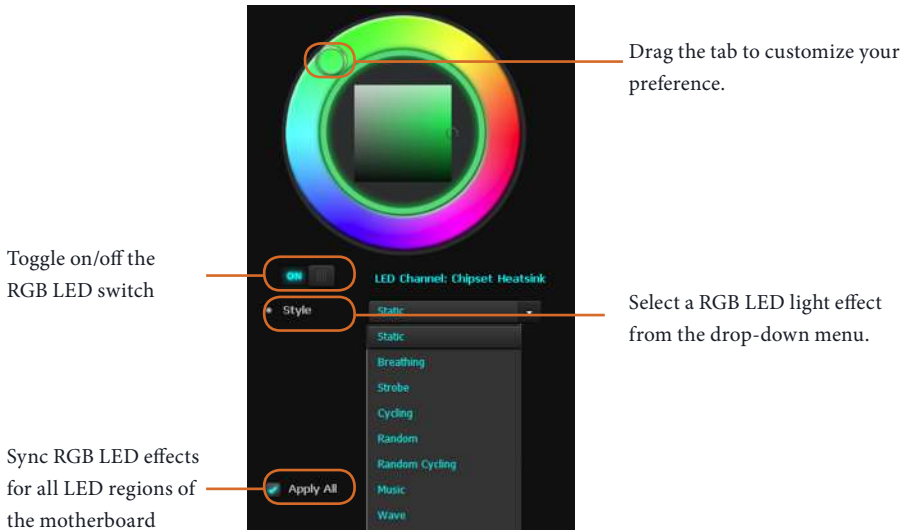 Drag the tab to customize your
preference.
Toggle on/off the
RGB LED switch
ON
LED Channel: Chipset Heatsink
Style
Static
Select a RGB LED light effect
from the drop-down menu.
Static
Breathing
Strobe
Cycling
Random
Random Cycling
Music
Wave
Sync RGB LED effects
for all LED regions of
the motherboard
Apply All